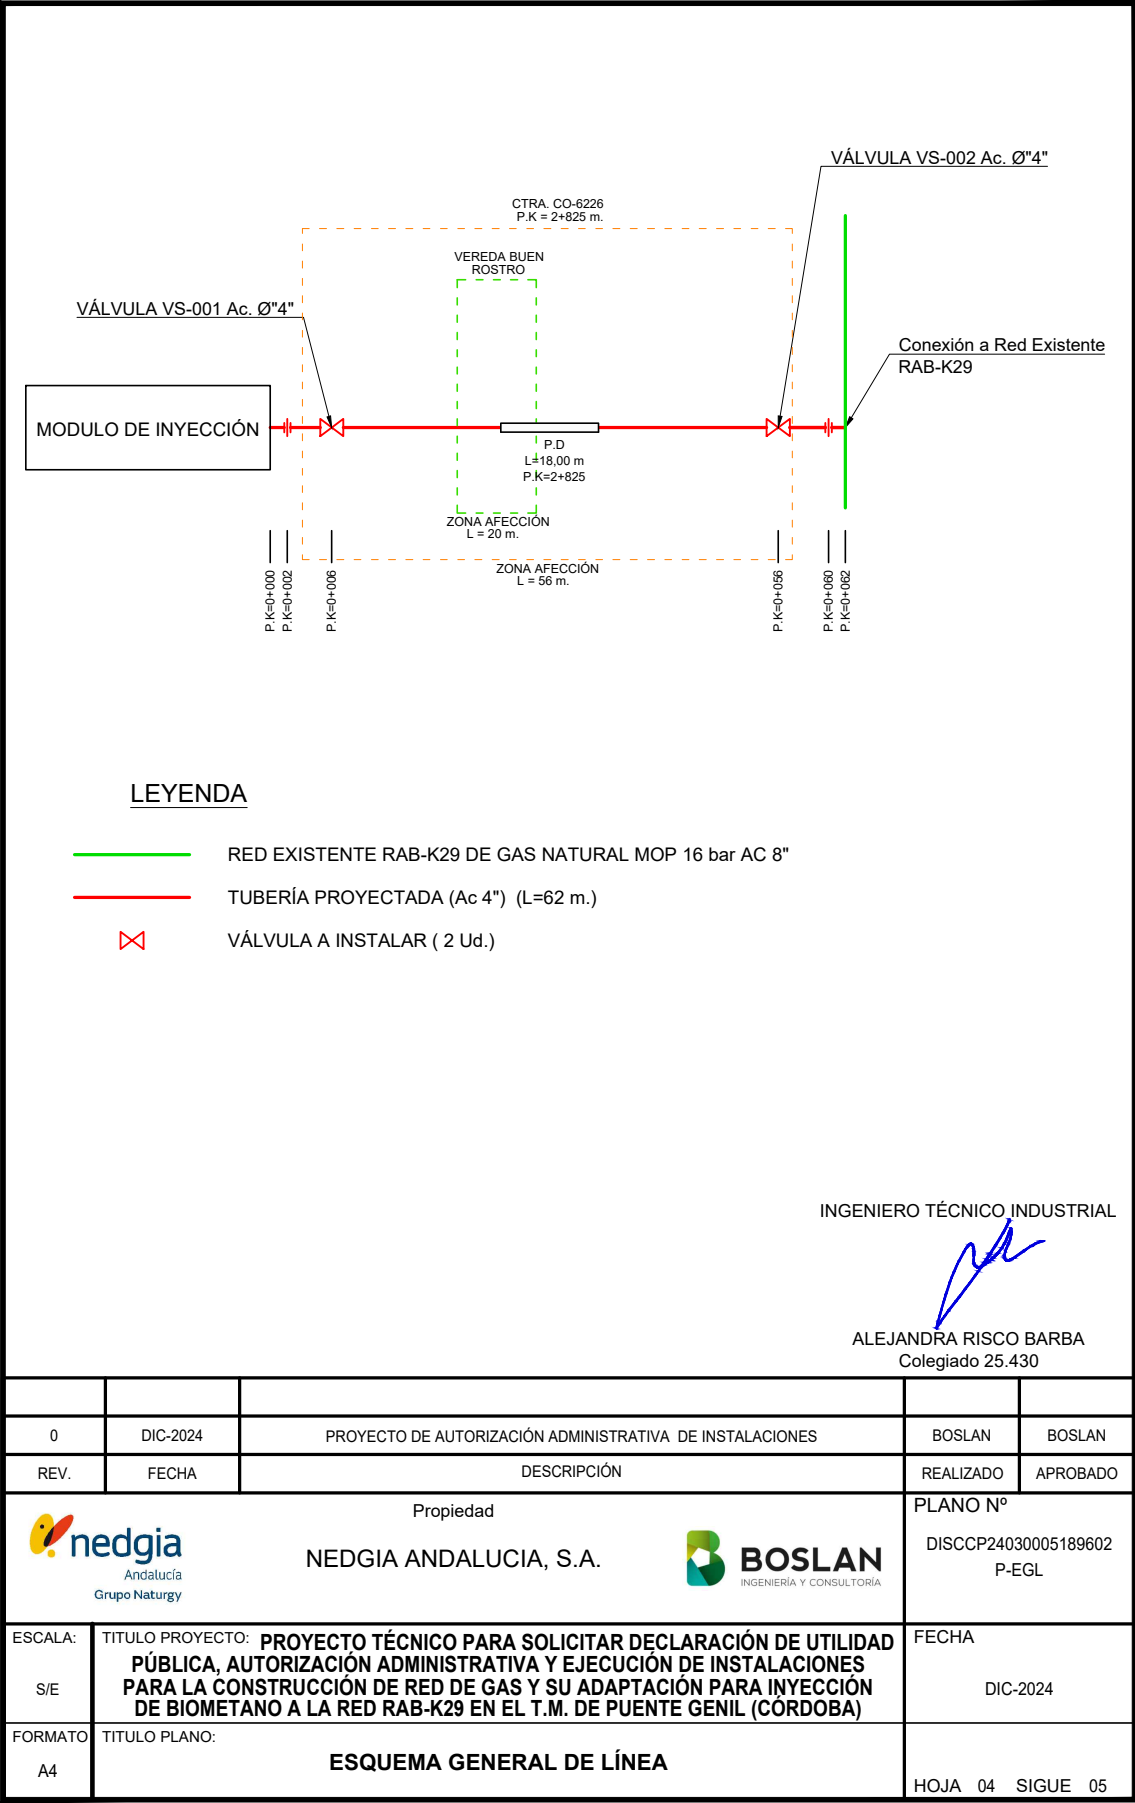 VÁLVULA VS-002 Ac. Ø"4"
CTRA. CO-6226
P.K = 2+825 m.
VEREDA BUEN
ROSTRO
VÁLVULA VS-001 Ac. Ø"4"
Conexión a Red Existente
RAB-K29
MODULO DE INYECCIÓN
P.D
L=18,00 m
P.K=2+825
ZONA AFECCIÓN
L = 20 m.
ZONA AFECCIÓN
L = 56 m.
P.K=0+000
P.K=0+002
P.K=0+006
P.K=0+056
P.K=0+060
P.K=0+062
LEYENDA
RED EXISTENTE RAB-K29 DE GAS NATURAL MOP 16 bar AC 8"
TUBERÍA PROYECTADA (Ac 4") (L=62 m.)
VÁLVULA A INSTALAR ( 2 Ud.)
INGENIERO TÉCNICO INDUSTRIAL
ALEJANDRA RISCO BARBA
Colegiado 25.430
0 DIC-2024 PROYECTO DE AUTORIZACIÓN ADMINISTRATIVA DE INSTALACIONES BOSLAN BOSLAN
REV. FECHA DESCRIPCIÓN REALIZADO APROBADO
nedgia
Andalucía
Grupo Naturgy
Propiedad
NEDGIA ANDALUCIA, S.A.
BOSLAN
INGENIERÍA Y CONSULTORÍA
PLANO Nº
DISCCP24030005189602
P-EGL
ESCALA:
S/E
TITULO PROYECTO: PROYECTO TÉCNICO PARA SOLICITAR DECLARACIÓN DE UTILIDAD
PÚBLICA, AUTORIZACIÓN ADMINISTRATIVA Y EJECUCIÓN DE INSTALACIONES
PARA LA CONSTRUCCIÓN DE RED DE GAS Y SU ADAPTACIÓN PARA INYECCIÓN
DE BIOMETANO A LA RED RAB-K29 EN EL T.M. DE PUENTE GENIL (CÓRDOBA)
FECHA
DIC-2024
FORMATO
A4
TITULO PLANO:
ESQUEMA GENERAL DE LÍNEA
HOJA 04 SIGUE 05